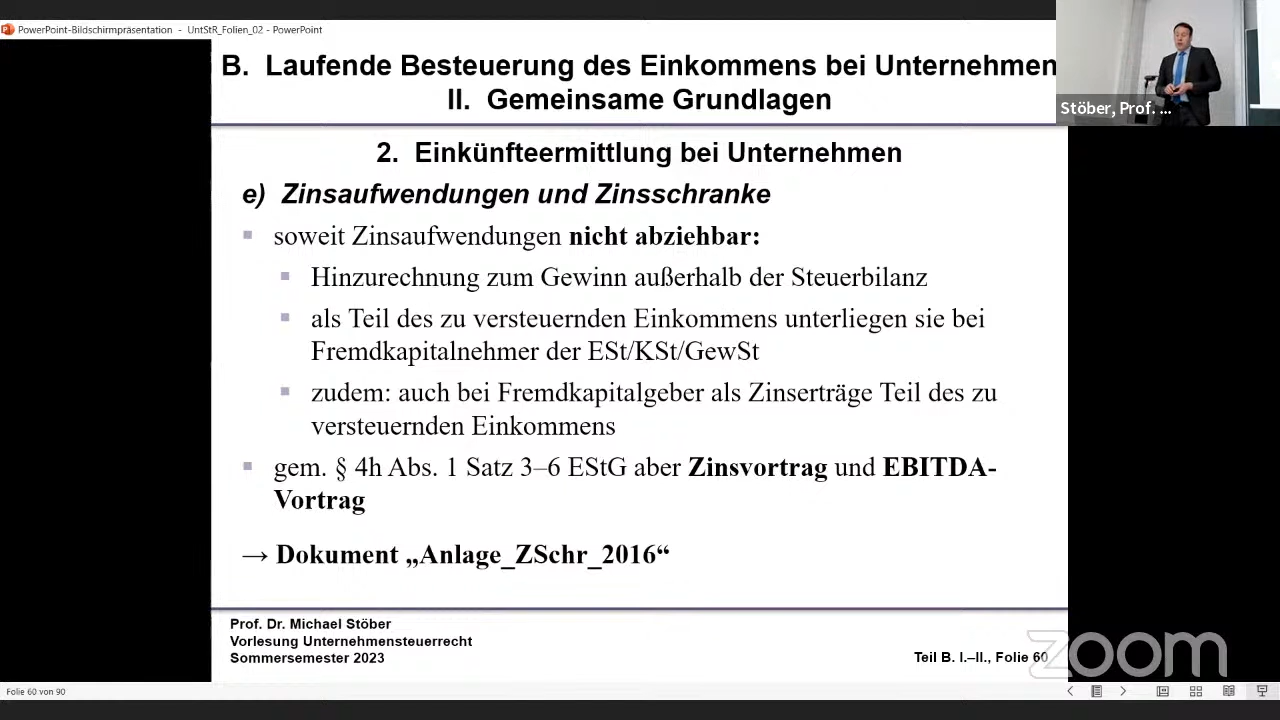 PowerPoint-Bildschirmpräsentation - UntStR_Folien_02 - PowerPoint
B. Laufende Besteuerung des Einkommens bei Unternehmen
II. Gemeinsame Grundlagen
Stöber, Prof. ...
2. Einkünfteermittlung bei Unternehmen
e) Zinsaufwendungen und Zinsschranke
soweit Zinsaufwendungen nicht abziehbar:
Hinzurechnung zum Gewinn außerhalb der Steuerbilanz
als Teil des zu versteuernden Einkommens unterliegen sie bei
Fremdkapitalnehmer der ESt/KSt/GewSt
zudem: auch bei Fremdkapitalgeber als Zinserträge Teil des zu
versteuernden Einkommens
gem. § 4h Abs. 1 Satz 3–6 EStG aber Zinsvortrag und EBITDA-
Vortrag
→ Dokument „Anlage_ZSchr_2016“
Prof. Dr. Michael Stöber
Vorlesung Unternehmensteuerrecht
Sommersemester 2023
Teil B. I.–II., Folie 60
zoom
Folie 60 von 90